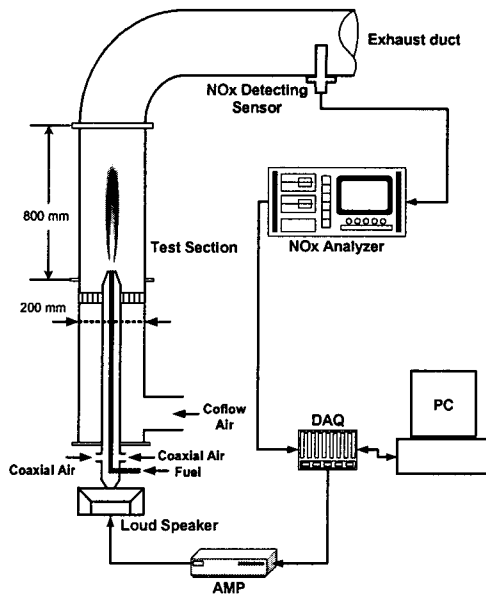 Exhaust duct
NOx Detecting
Sensor
800 mm
Test Section
NOx Analyzer
200 mm
Coflow
Air
DAQ
PC
Coaxial Air
Coaxial Air
Fuel
Loud Speaker
AMP